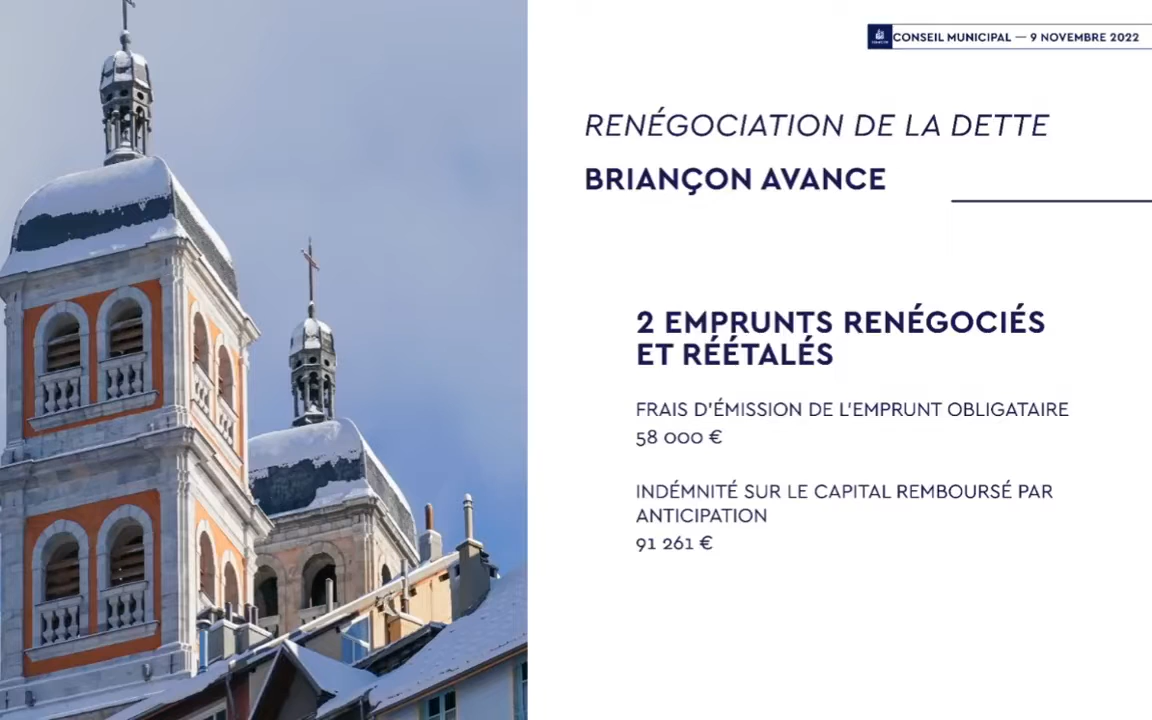 CONSEIL MUNICIPAL — 9 NOVEMBRE 2022
RENÉGOCIATION DE LA DETTE
BRIANÇON AVANCE
2 EMPRUNTS RENÉGOCIÉS
ET RÉÉTALÉS
FRAIS D'ÉMISSION DE L'EMPRUNT OBLIGATAIRE
58 000 €
INDÉMNITÉ SUR LE CAPITAL REMBOURSÉ PAR
ANTICIPATION
91 261 €